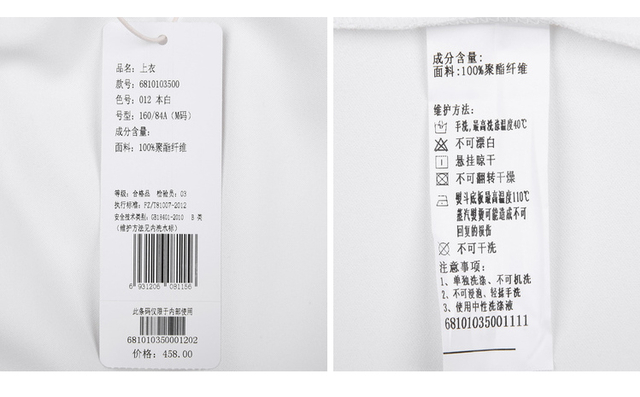 品名: 上衣
款号: 6810103500
色号: 012 本白
号型: 160/84A (M码)
成分含量:
面料: 100%聚酯纤维
等级: 合格品 检验员: 03
执行标准: FZ/T81007-2012
安全技术类别: GB18401-2010 B 类
(维护方法见内洗水标)
6 931206 081156
此条码仅限于内部使用
681010350001202
价格: 458.00
成分含量:
面料:100%聚酯纤维
维护方法:
手洗,最高洗涤温度40℃
不可漂白
悬挂晾干
不可翻转干燥
熨斗底板最高温度110℃
蒸汽熨烫可能造成不可
回复的损伤
不可干洗
注意事项:
1、单独洗涤、不可机洗
2、不可浸泡、轻揉手洗
3、使用中性洗涤液
68101035001111